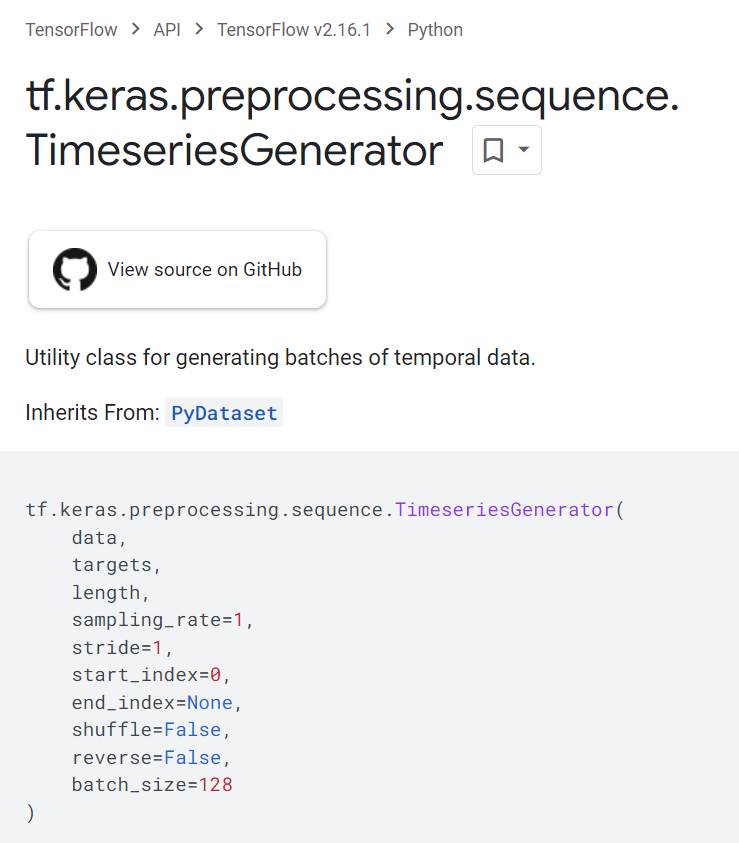 TensorFlow > API > TensorFlow v2.16.1 > Python
tf.keras.preprocessing.sequence.
TimeseriesGenerator
View source on GitHub
Utility class for generating batches of temporal data.
Inherits From: PyDataset
tf.keras.preprocessing.sequence.TimeseriesGenerator(
    data,
    targets,
    length,
    sampling_rate=1,
    stride=1,
    start_index=0,
    end_index=None,
    shuffle=False,
    reverse=False,
    batch_size=128
)